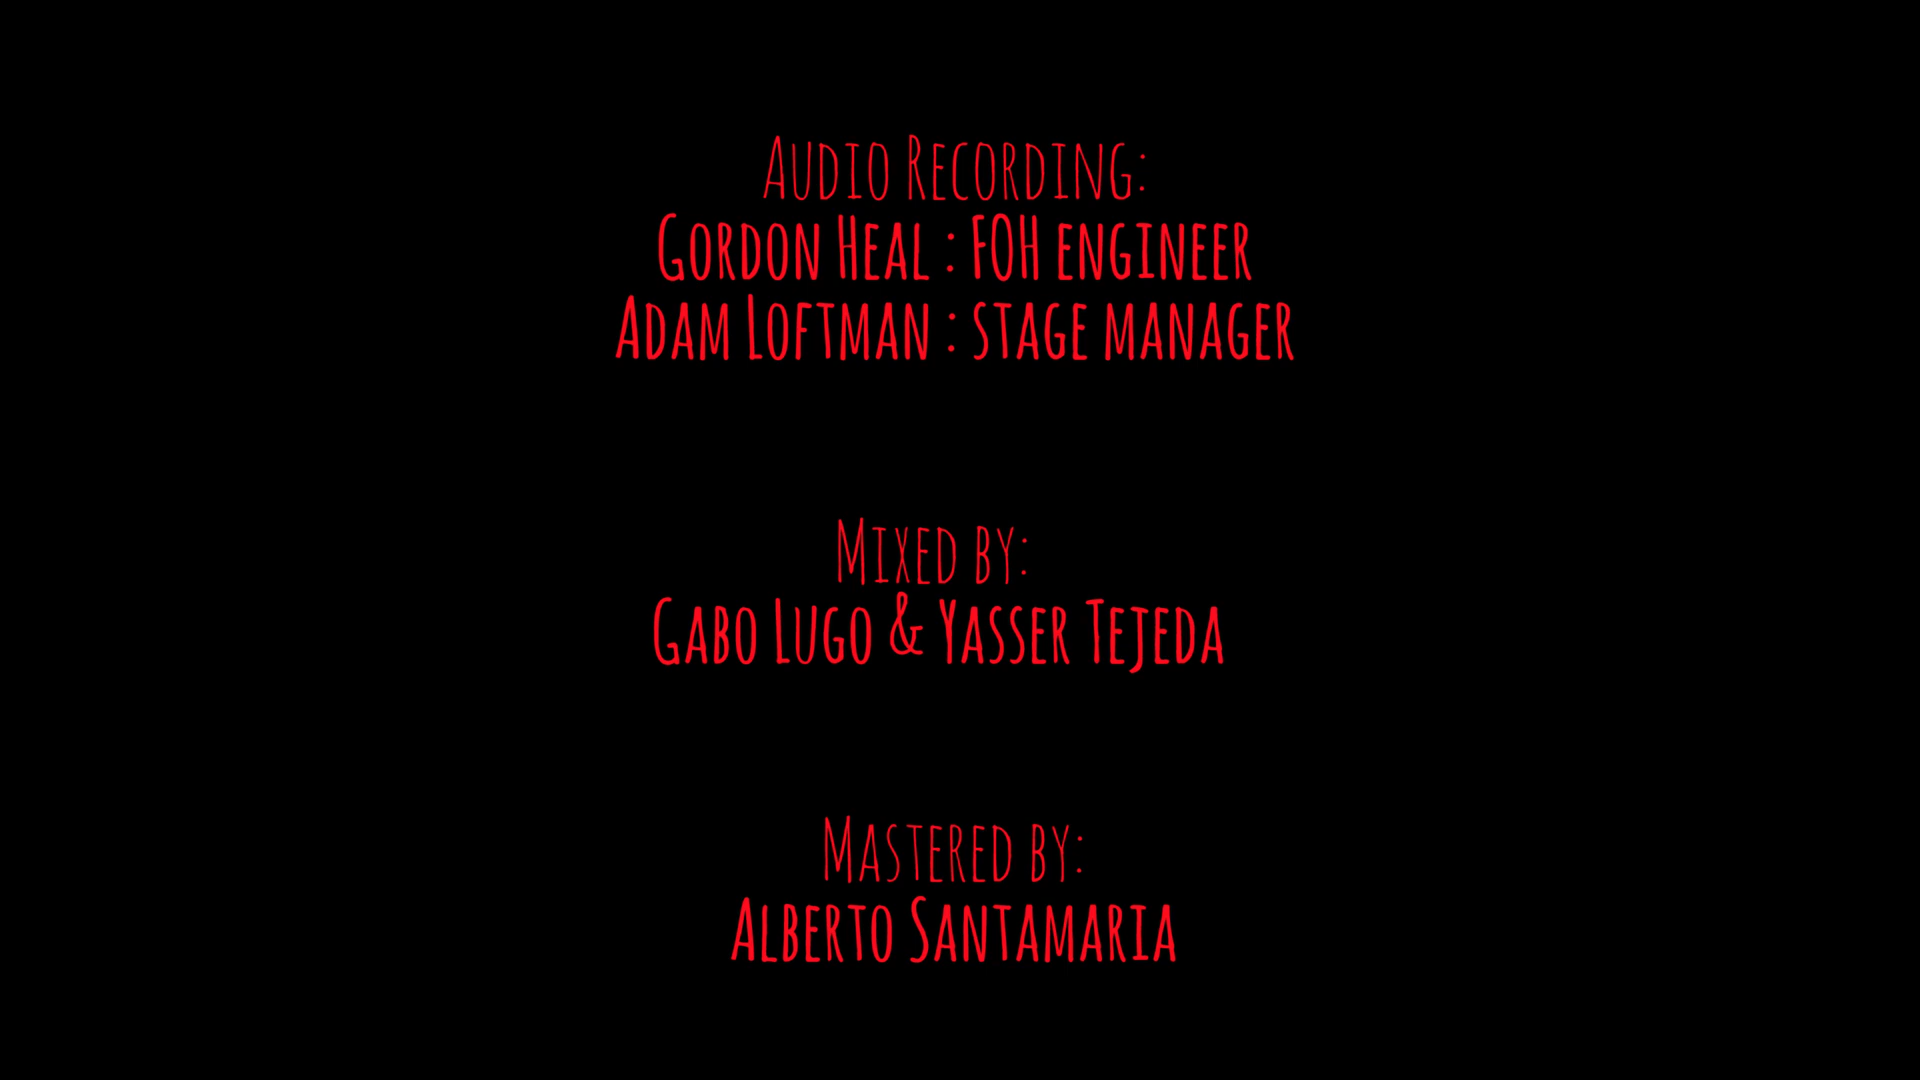 Audio Recording:
Gordon Heal : FOH engineer
Adam Loftman : stage manager
Mixed by:
Gabo Lugo & Yasser Tejeda
Mastered by:
Alberto Santamaria